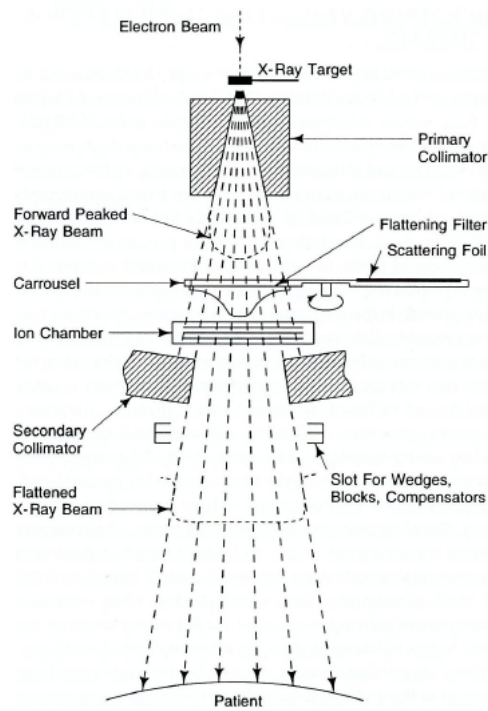 Electron Beam
X-Ray Target
Primary
Collimator
Forward Peaked
X-Ray Beam
Flattening Filter
Scattering Foil
Carrousel
Ion Chamber
Secondary
Collimator
Slot For Wedges,
Blocks, Compensators
Flattened
X-Ray Beam
Patient